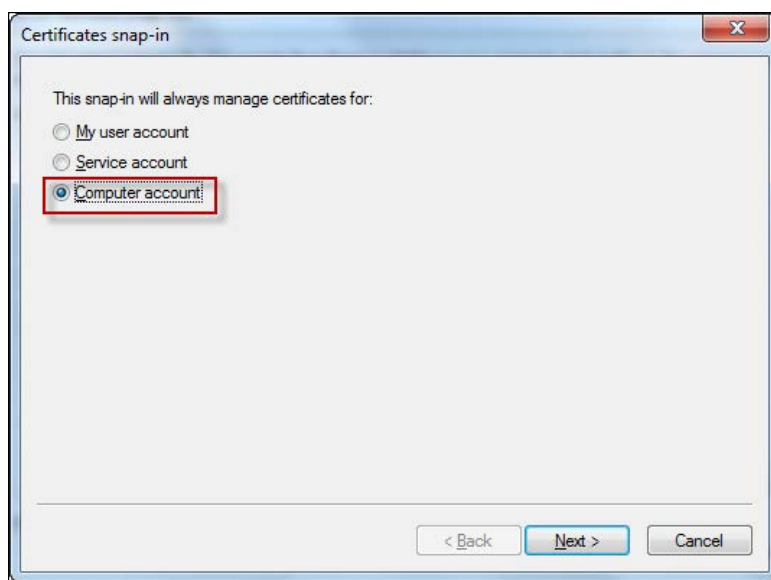 Certificates snap-in
This snap-in will always manage certificates for:
My user account
Service account
Computer account
< Back Next > Cancel